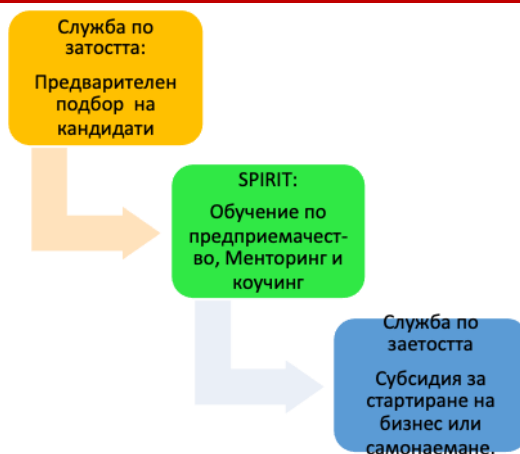 Служба по
затостта:
Предварителен
подбор на
кандидати
SPIRIT:
Обучение по
предприемачест-
во, Менторинг и
коучинг
Служба по
заетостта
Субсидия за
стартиране на
бизнес или
самонаемане.